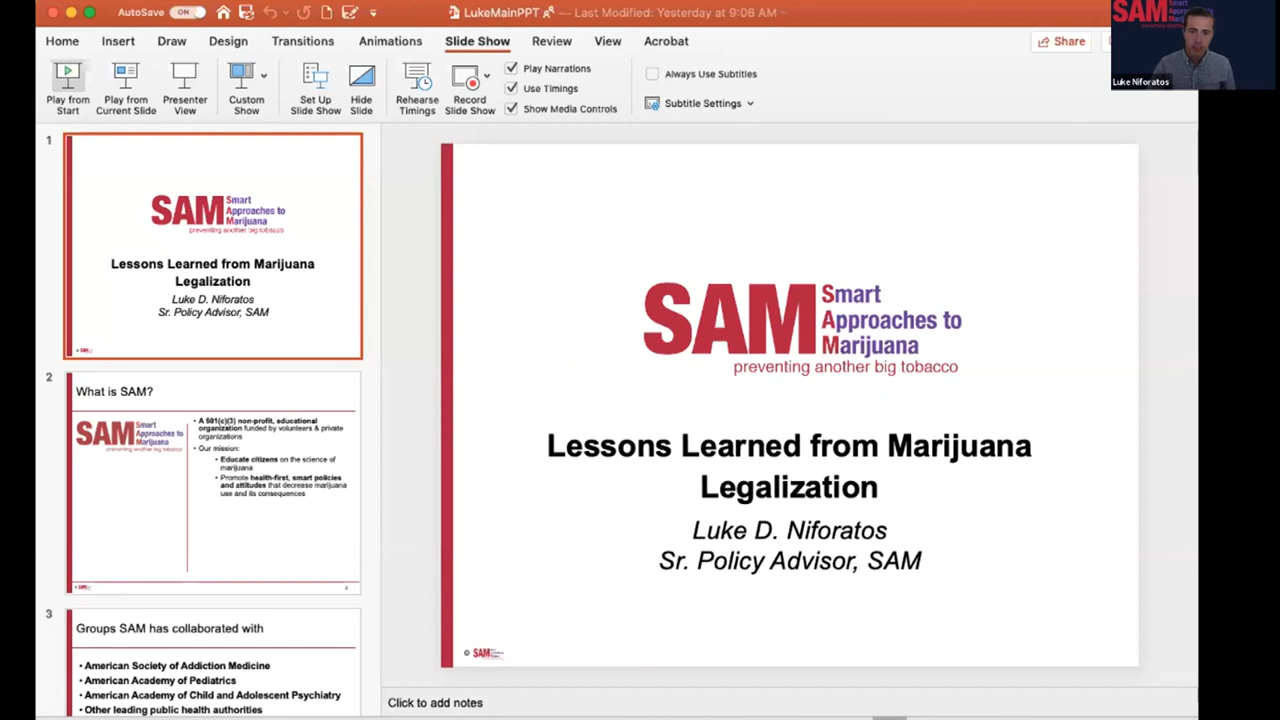 AutoSave ON LukeMainPPT — Last Modified: Yesterday at 9:06 AM
Home Insert Draw Design Transitions Animations Slide Show Review View Acrobat Share
Play from Start
Play from Current Slide
Presenter View
Custom Show
Set Up Slide Show
Hide Slide
Rehearse Timings
Record Slide Show
Play Narrations
Use Timings
Show Media Controls
Always Use Subtitles
Subtitle Settings
SAM
Luke Niforatos
1
SAM Smart
Approaches to
Marijuana
preventing another big tobacco
Lessons Learned from Marijuana
Legalization
Luke D. Niforatos
Sr. Policy Advisor, SAM
© SAM
2
What is SAM?
SAM Smart
Approaches to
Marijuana
preventing another big tobacco
• A 501(c)(3) non-profit, educational
organization funded by volunteers & private
organizations
• Our mission:
• Educate citizens on the science of
marijuana
• Promote health-first, smart policies
and attitudes that decrease marijuana
use and its consequences
© SAM
2
3
Groups SAM has collaborated with
• American Society of Addiction Medicine
• American Academy of Pediatrics
• American Academy of Child and Adolescent Psychiatry
• Other leading public health authorities
SAM Smart
Approaches to
Marijuana
preventing another big tobacco
Lessons Learned from Marijuana
Legalization
Luke D. Niforatos
Sr. Policy Advisor, SAM
© SAM
Click to add notes